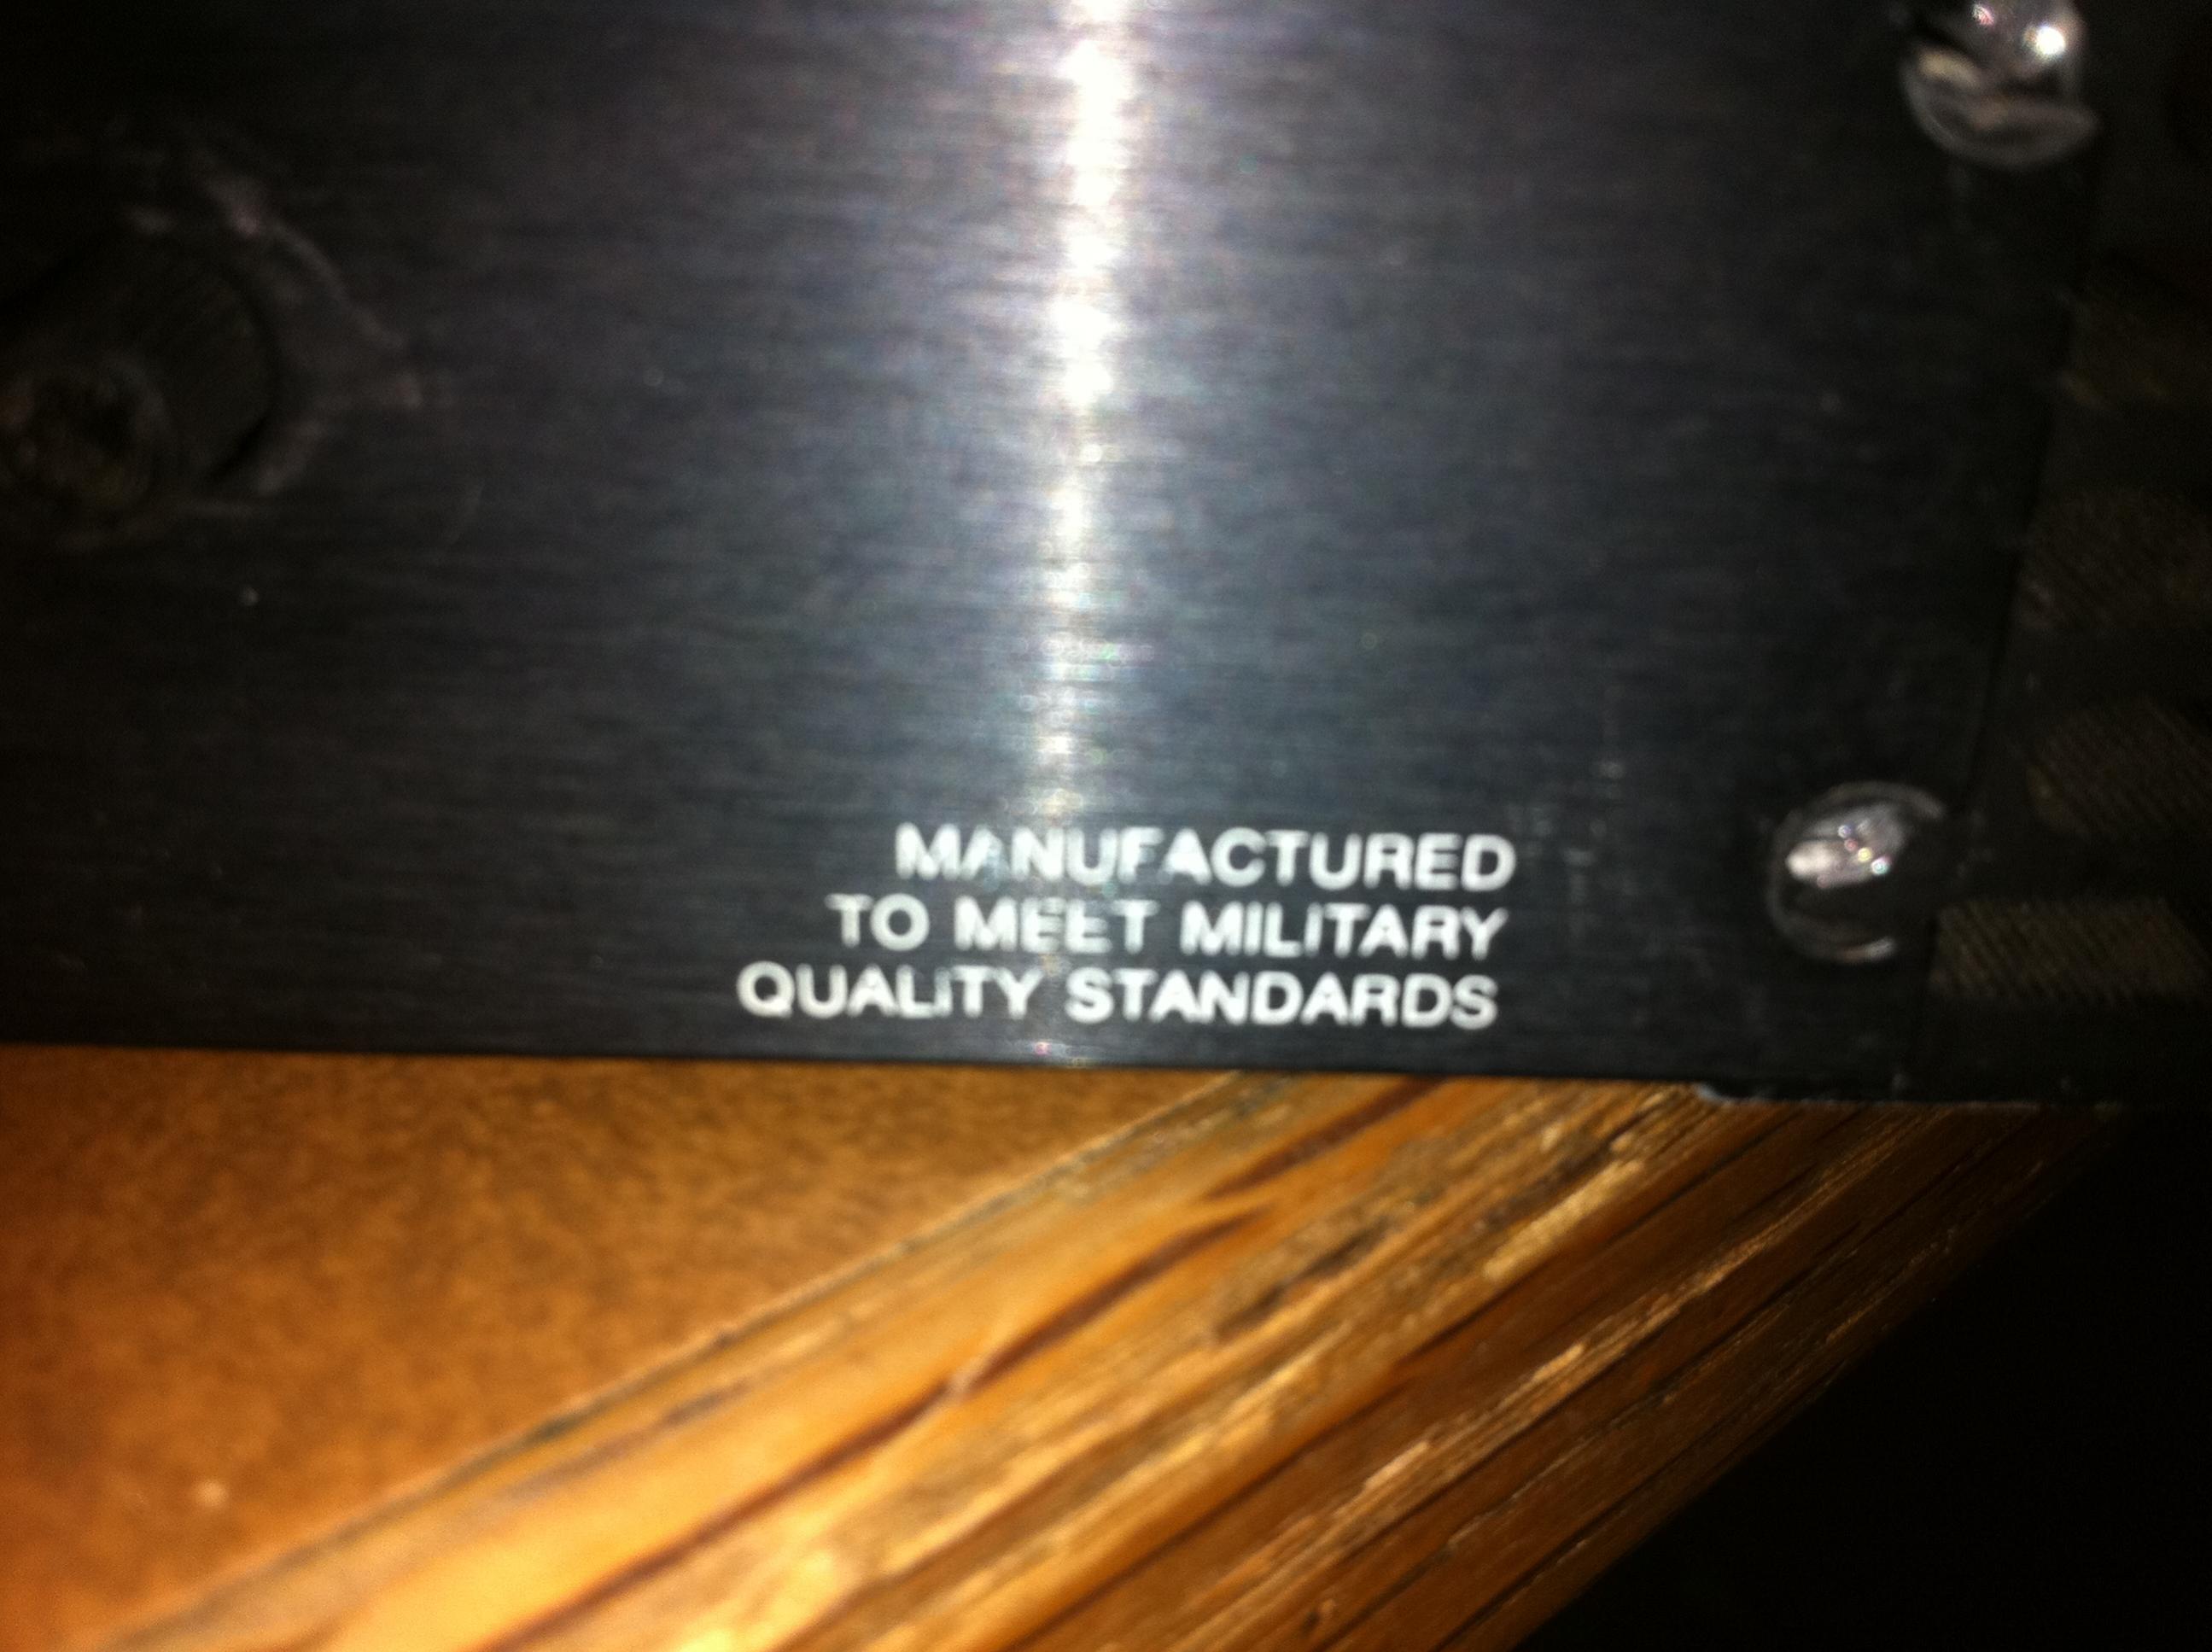 MANUFACTURED
TO MEET MILITARY
QUALITY STANDARDS